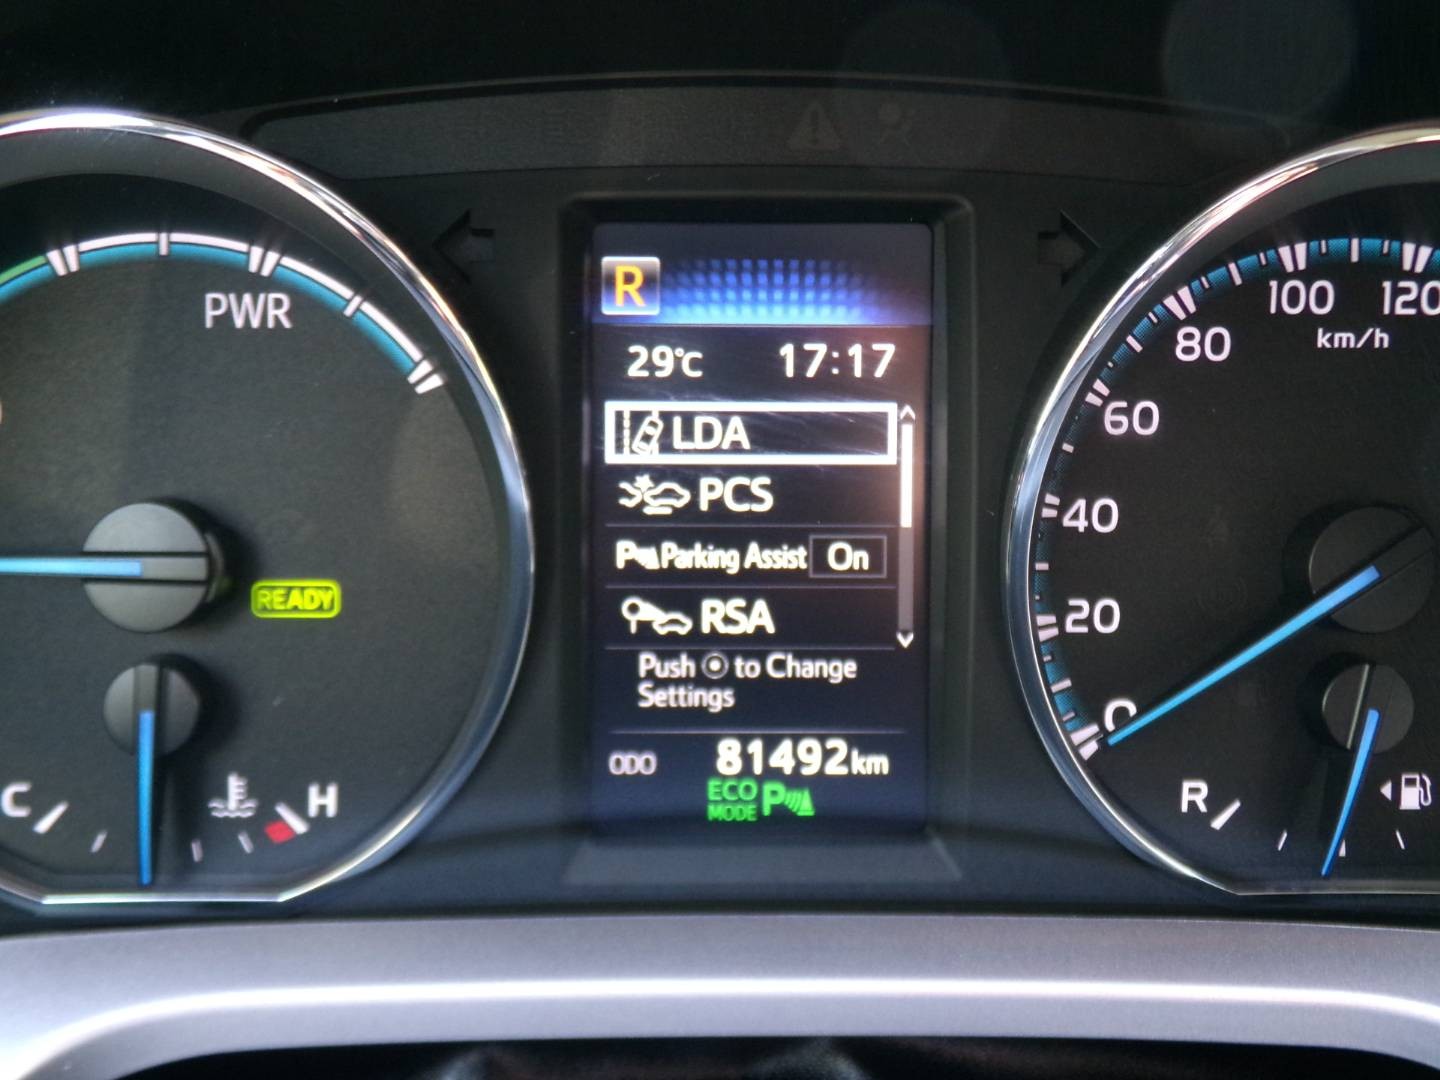 PWR
READY
C
H
R
29°C 17:17
LDA
PCS
Parking Assist On
RSA
Push to Change
Settings
ODO 81492km
ECO
MODE P
120
100
km/h
80
60
40
20
0
R